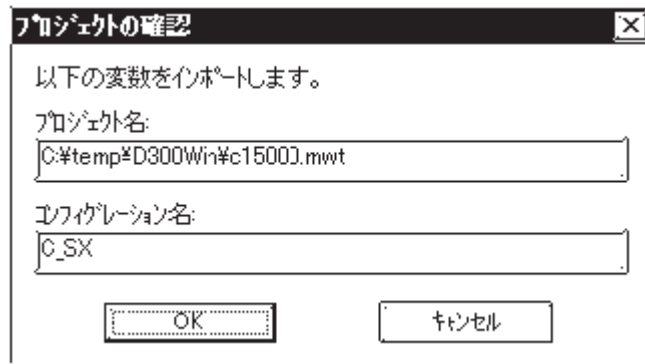 プロジェクトの確認
以下の変数をインポートします。
プロジェクト名:
C:¥temp¥D300Win¥c15000.mwt
コンフィグレーション名:
C_SX
OK
キャンセル